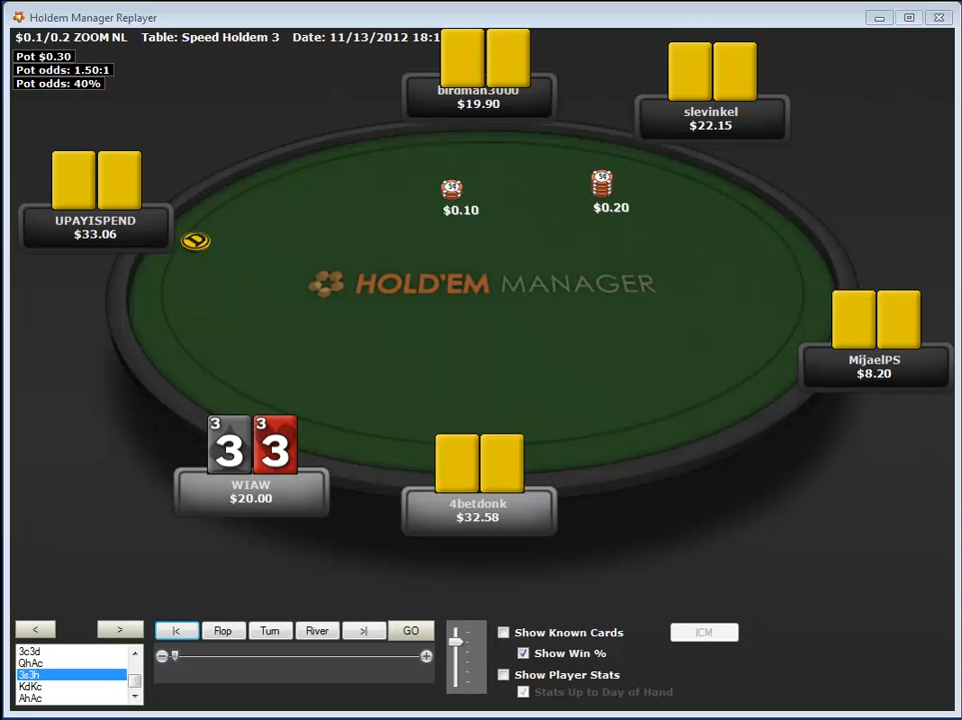 Holdem Manager Replayer
$0.1/0.2 ZOOM NL Table: Speed Holdem 3 Date: 11/13/2012 18:1
Pot $0.30
Pot odds: 1.50:1
Pot odds: 40%
birdman3000
$19.90
slevinkel
$22.15
UPAYISPEND
$33.06
D
$0.10
$0.20
HOLD'EM MANAGER
MijaelPS
$8.20
3 3
3 3
WIAW
$20.00
4betdonk
$32.58
< > |< Flop Turn River >| GO
Show Known Cards
ICM
Show Win %
Show Player Stats
Stats Up to Day of Hand
3c3d
QhAc
3s3h
KdKc
AhAc